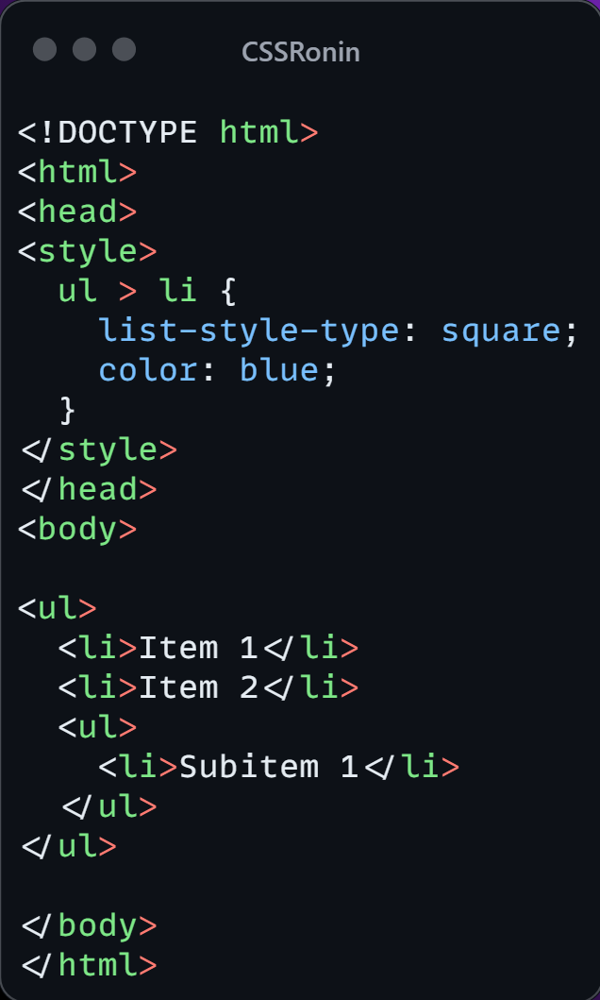 CSSRonin
<!DOCTYPE html>
<html>
<head>
<style>
  ul > li {
    list-style-type: square;
    color: blue;
  }
</style>
</head>
<body>

<ul>
  <li>Item 1</li>
  <li>Item 2</li>
  <ul>
    <li>Subitem 1</li>
  </ul>
</ul>

</body>
</html>